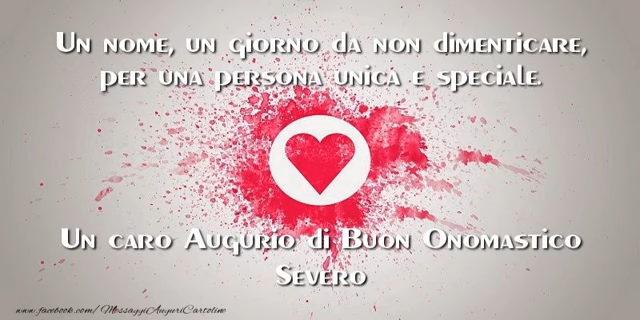 Un nome, un giorno da non dimenticare,
per una persona unica e speciale.
Un caro Augurio di Buon Onomastico
Severo
www.facebook.com/MessaggiAuguriCartoline